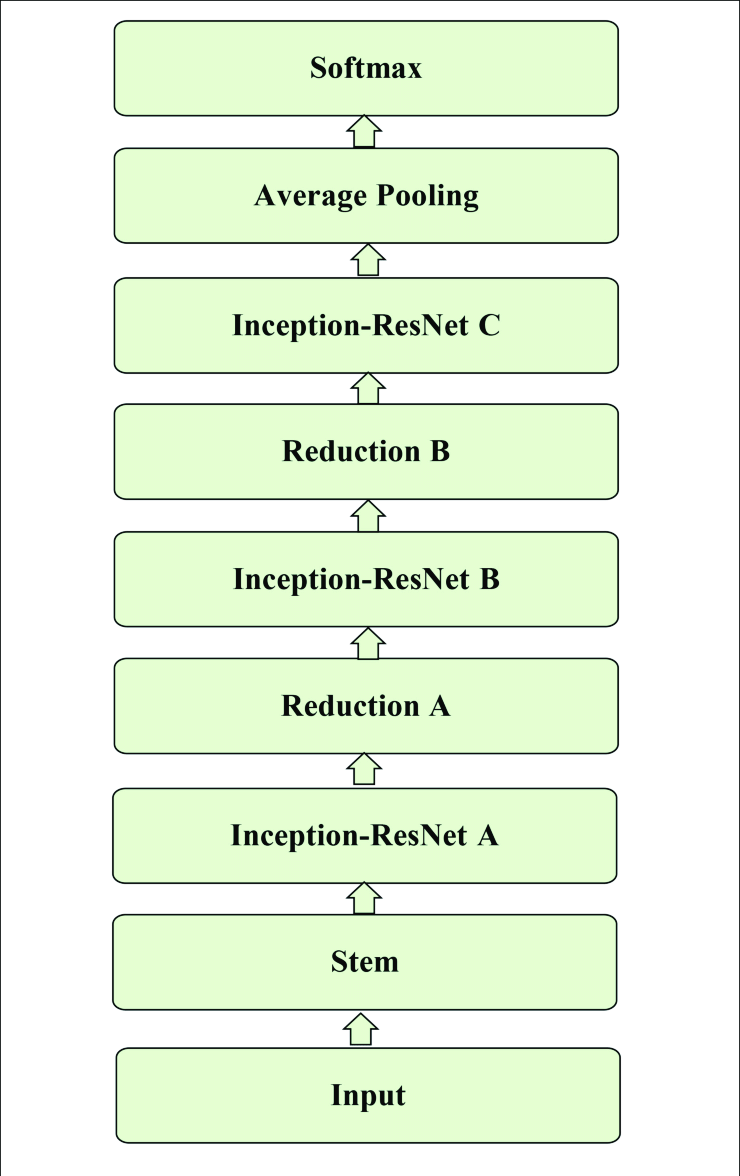 Softmax
Average Pooling
Inception-ResNet C
Reduction B
Inception-ResNet B
Reduction A
Inception-ResNet A
Stem
Input